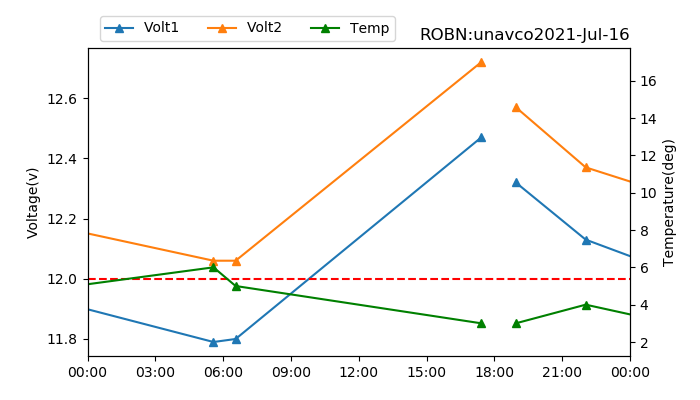 Volt1 Volt2 Temp
ROBN:unavco2021-Jul-16
Voltage(v)
12.6
12.4
12.2
12.0
11.8
16
14
12
10
8
6
4
2
Temperature(deg)
00:00 03:00 06:00 09:00 12:00 15:00 18:00 21:00 00:00